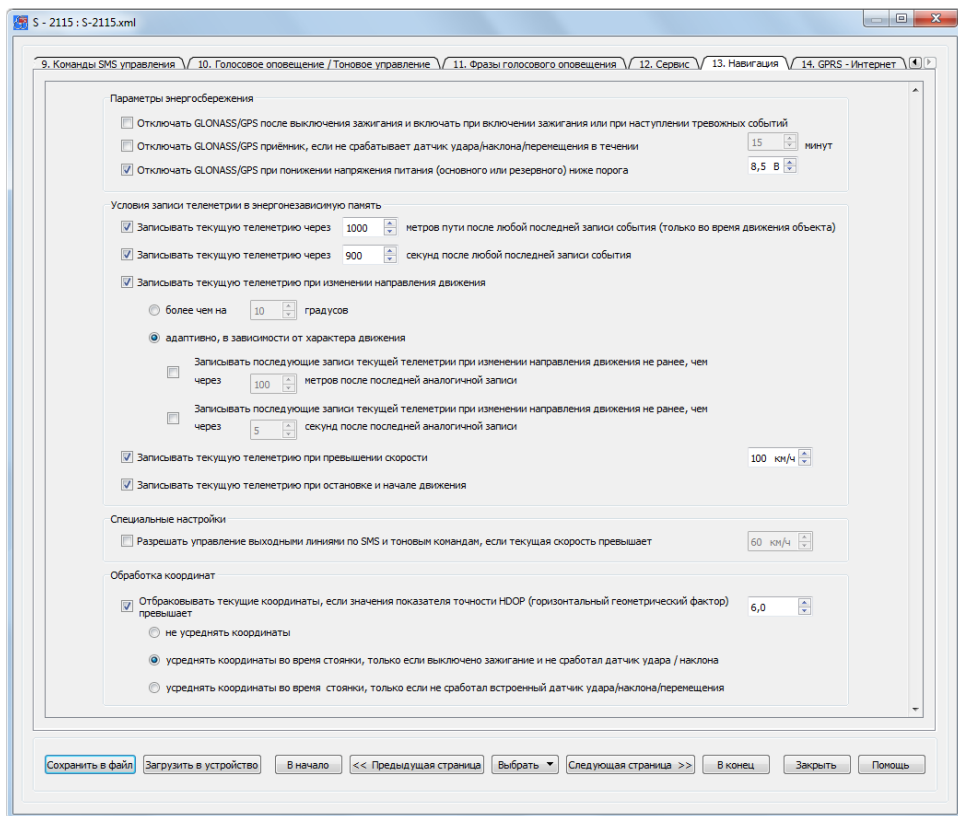 S - 2115 : S-2115.xml
9. Команды SMS управления
10. Голосовое оповещение / Тоновое управление
11. Фразы голосового оповещения
12. Сервис
13. Навигация
14. GPRS - Интернет
Параметры энергосбережения
Отключать GLONASS/GPS после выключения зажигания и включать при включении зажигания или при наступлении тревожных событий
Отключать GLONASS/GPS приёмник, если не срабатывает датчик удара/наклона/перемещения в течении 15 минут
Отключать GLONASS/GPS при понижении напряжения питания (основного или резервного) ниже порога 8,5 В
Условия записи телеметрии в энергонезависимую память
Записывать текущую телеметрию через 1000 метров пути после любой последней записи события (только во время движения объекта)
Записывать текущую телеметрию через 900 секунд после любой последней записи события
Записывать текущую телеметрию при изменении направления движения
более чем на 10 градусов
адаптивно, в зависимости от характера движения
Записывать последующие записи текущей телеметрии при изменении направления движения не ранее, чем
через 100 метров после последней аналогичной записи
Записывать последующие записи текущей телеметрии при изменении направления движения не ранее, чем
через 5 секунд после последней аналогичной записи
Записывать текущую телеметрию при превышении скорости 100 км/ч
Записывать текущую телеметрию при остановке и начале движения
Специальные настройки
Разрешать управление выходными линиями по SMS и тоновым командам, если текущая скорость превышает 60 км/ч
Обработка координат
Отбраковывать текущие координаты, если значения показателя точности HDOP (горизонтальный геометрический фактор)
превышает 6,0
не усреднять координаты
усреднять координаты во время стоянки, только если выключено зажигание и не сработал датчик удара / наклона
усреднять координаты во время стоянки, только если не сработал встроенный датчик удара/наклона/перемещения
Сохранить в файл
Загрузить в устройство
В начало
<< Предыдущая страница
Выбрать
Следующая страница >>
В конец
Закрыть
Помощь